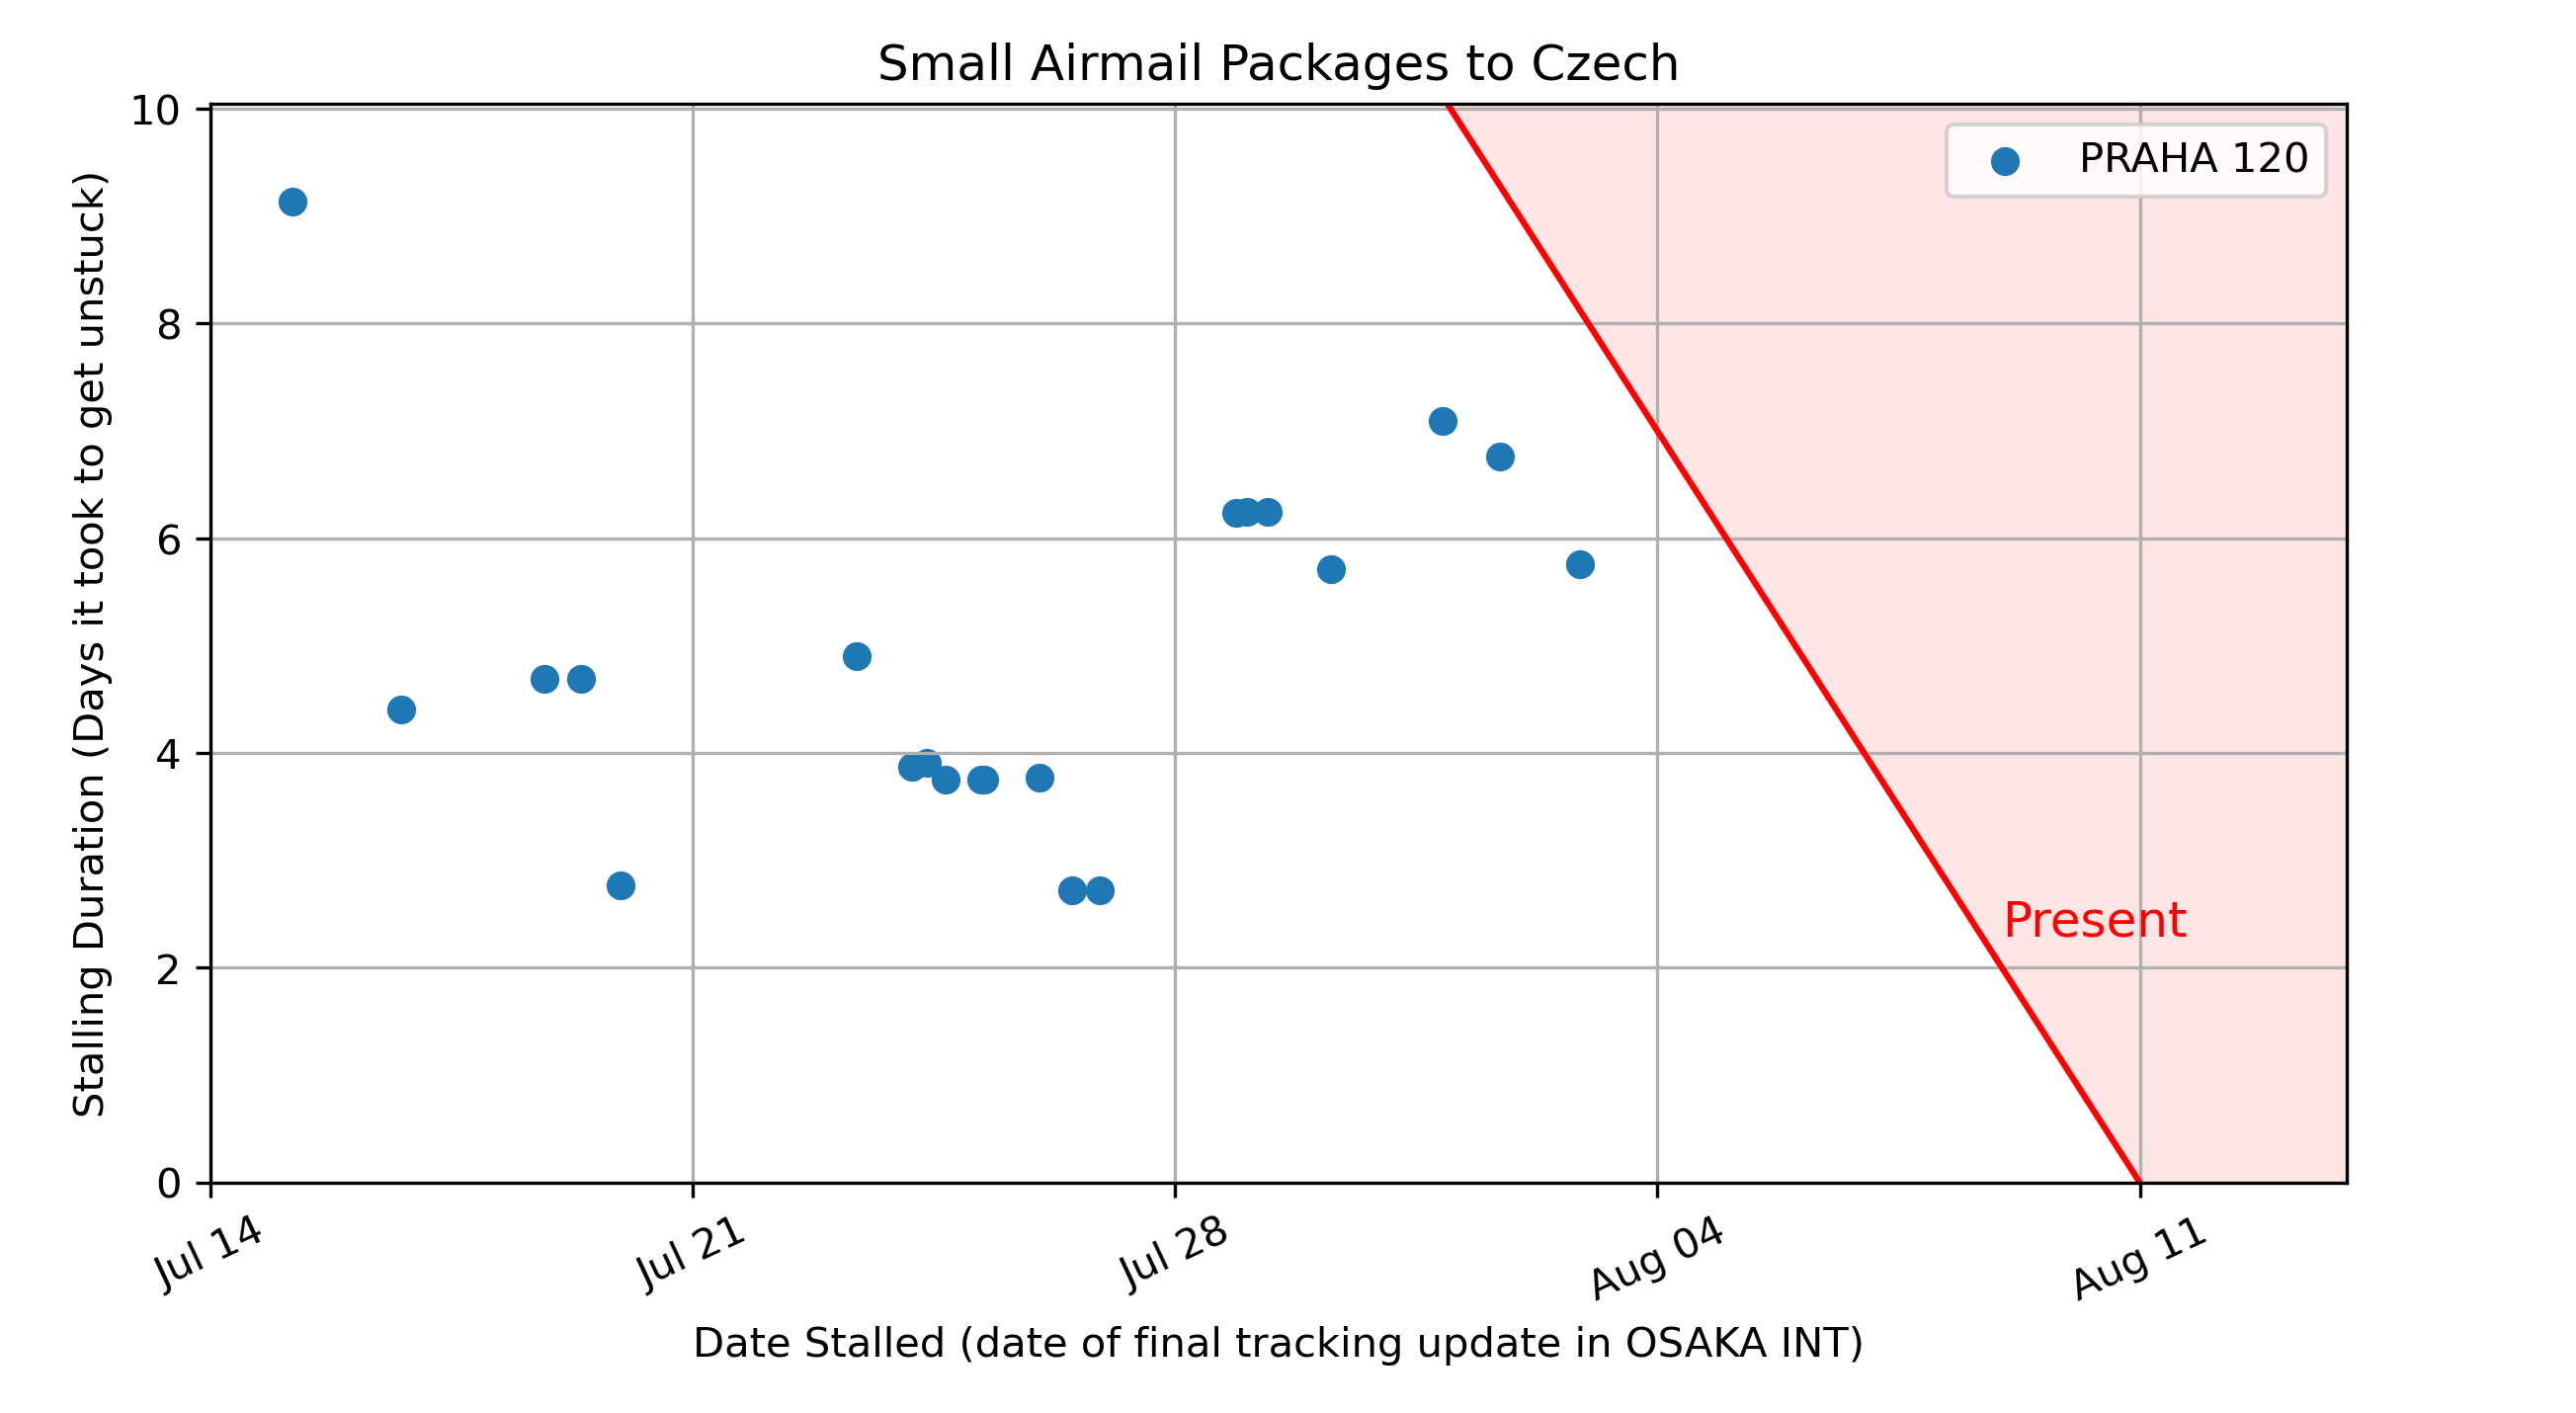 Small Airmail Packages to Czech
PRAHA 120
Stalling Duration (Days it took to get unstuck)
10
8
6
4
2
0
Present
Jul 14
Jul 21
Jul 28
Aug 04
Aug 11
Date Stalled (date of final tracking update in OSAKA INT)